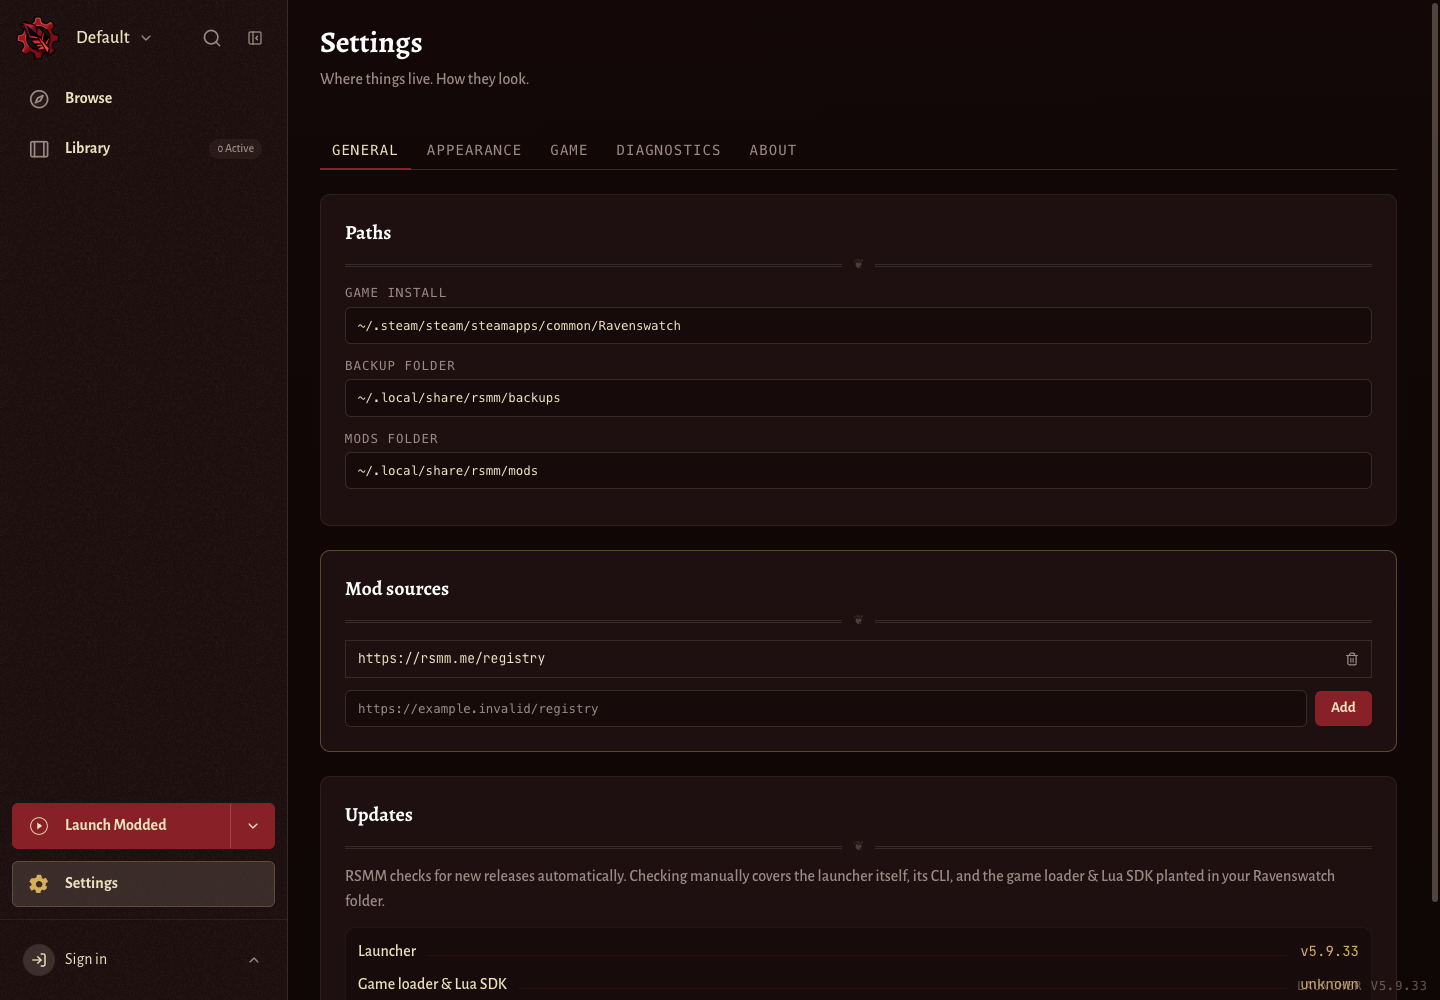 Default
Browse
Library
0 Active
Launch Modded
Settings
Sign in
Settings
Where things live. How they look.
GENERAL APPEARANCE GAME DIAGNOSTICS ABOUT
Paths
GAME INSTALL
~/.steam/steam/steamapps/common/Ravenswatch
BACKUP FOLDER
~/.local/share/rsmm/backups
MODS FOLDER
~/.local/share/rsmm/mods
Mod sources
https://rsmm.me/registry
https://example.invalid/registry
Add
Updates
RSMM checks for new releases automatically. Checking manually covers the launcher itself, its CLI, and the game loader & Lua SDK planted in your Ravenswatch
folder.
Launcher v5.9.33
Game loader & Lua SDK unknown
V5.9.33